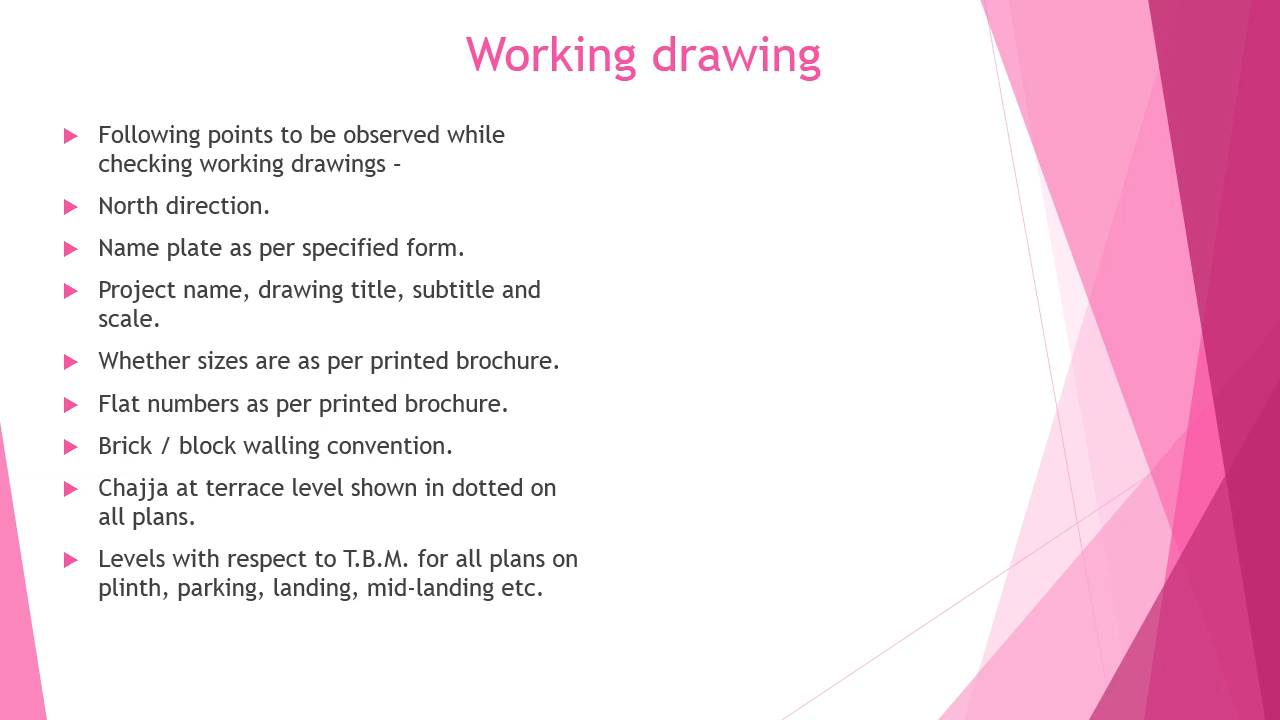 Working drawing
Following points to be observed while
checking working drawings –
North direction.
Name plate as per specified form.
Project name, drawing title, subtitle and
scale.
Whether sizes are as per printed brochure.
Flat numbers as per printed brochure.
Brick / block walling convention.
Chajja at terrace level shown in dotted on
all plans.
Levels with respect to T.B.M. for all plans on
plinth, parking, landing, mid-landing etc.